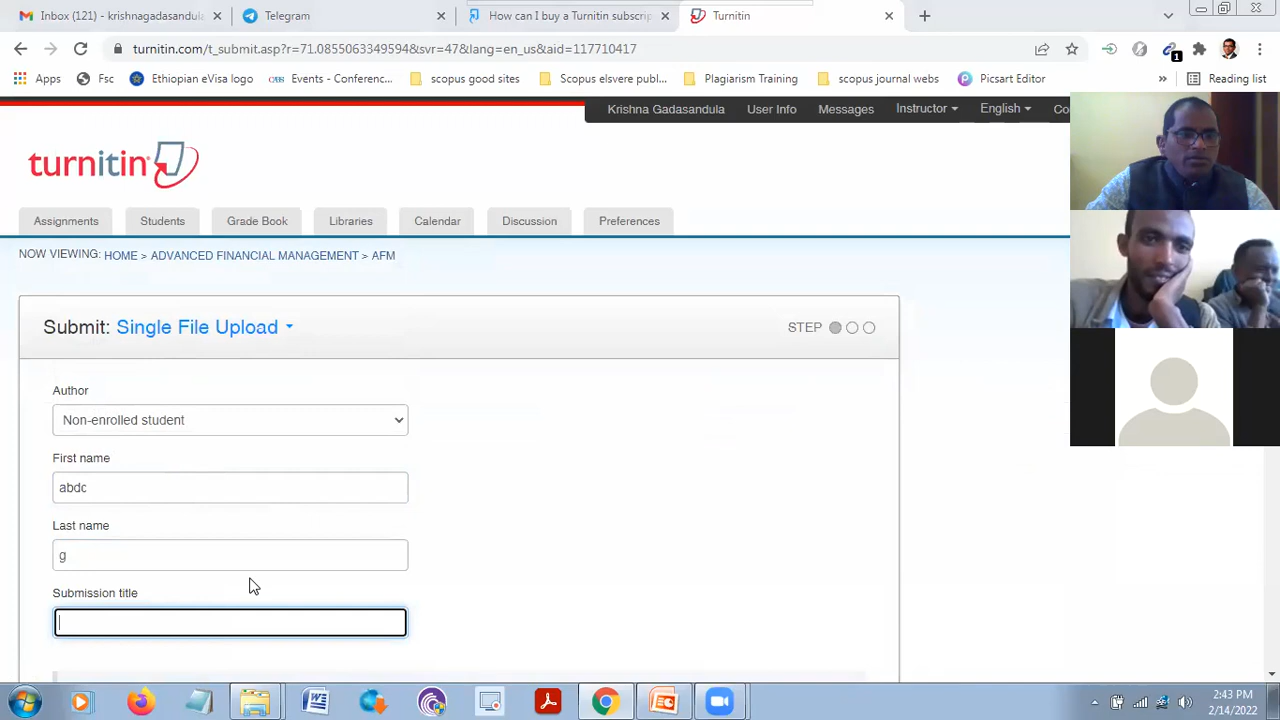 Inbox (121) - krishnagadasandul
Telegram
How can I buy a Turnitin subscrip
Turnitin
turnitin.com/t_submit.asp?r=71.0855063349594&svr=47&lang=en_us&aid=117710417
1
Apps
Fsc
Ethiopian eVisa logo
Events - Conferenc...
scopus good sites
Scopus elsvere publ...
Plagiarism Training
scopus journal webs
Picsart Editor
»
Reading list
Krishna Gadasandula
User Info
Messages
Instructor
English
Co
turnitin
Assignments
Students
Grade Book
Libraries
Calendar
Discussion
Preferences
NOW VIEWING: HOME > ADVANCED FINANCIAL MANAGEMENT > AFM
Submit: Single File Upload
STEP
Author
Non-enrolled student
First name
abdc
Last name
g
Submission title
2:43 PM
2/14/2022